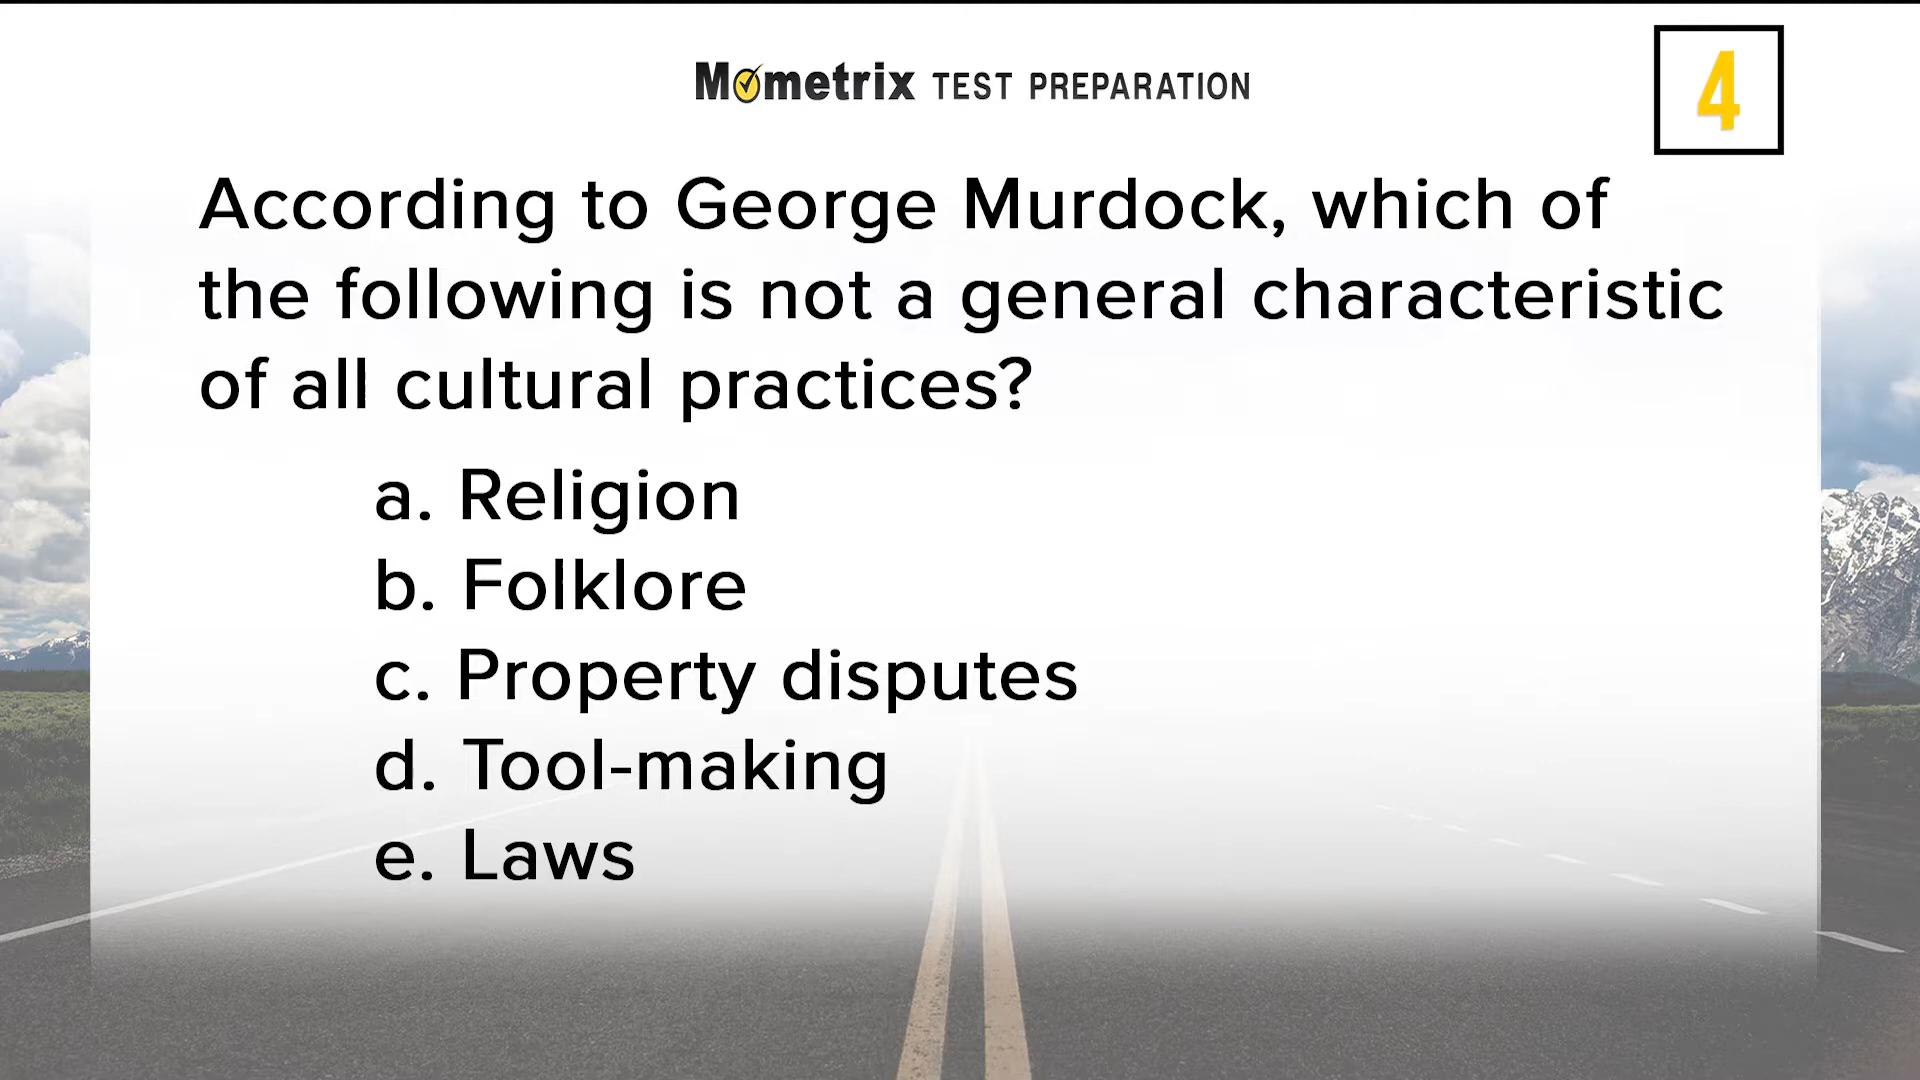 Mometrix TEST PREPARATION
4
According to George Murdock, which of
the following is not a general characteristic
of all cultural practices?
a. Religion
b. Folklore
c. Property disputes
d. Tool-making
e. Laws